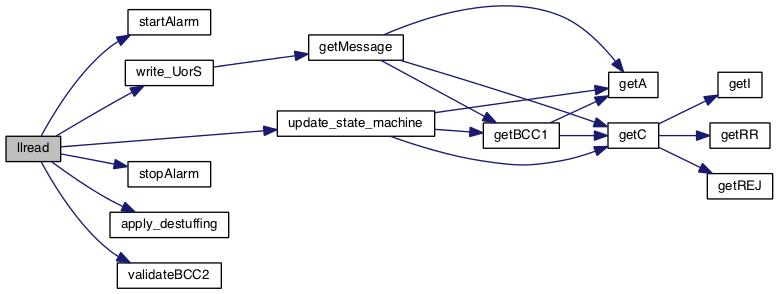 startAlarm
getMessage
write_UorS
getA
getI
update_state_machine
getBCC1
getC
getRR
llread
stopAlarm
getREJ
apply_destuffing
validateBCC2